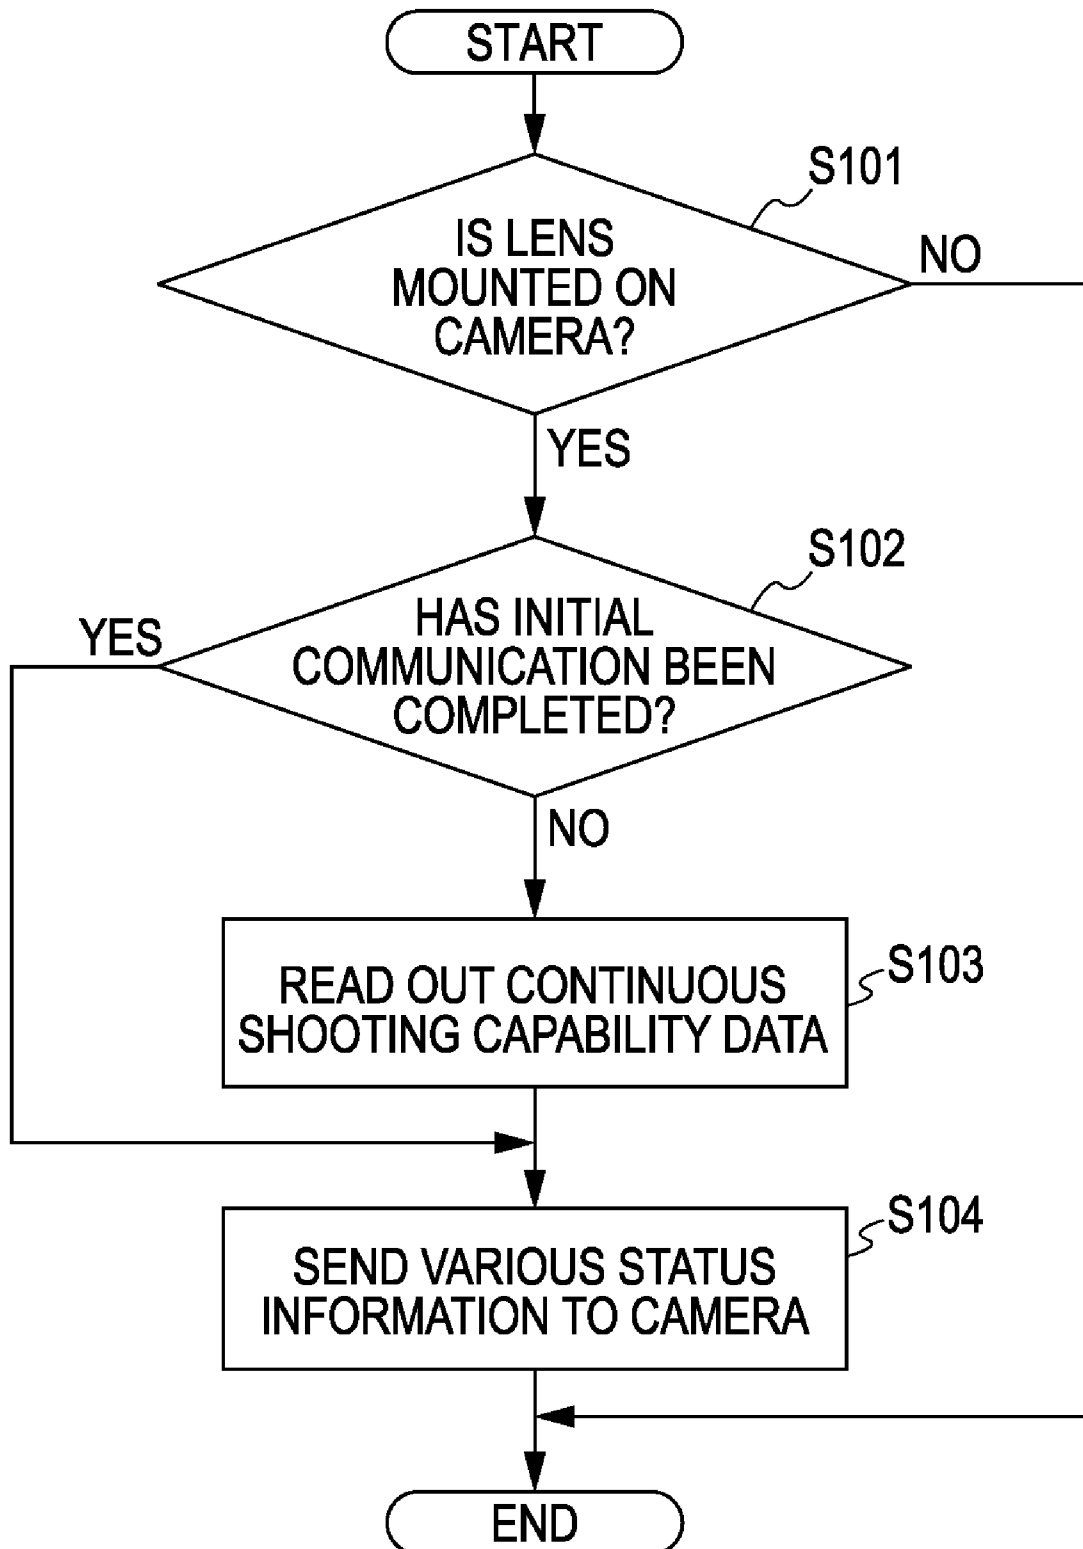 START
S101
IS LENS
MOUNTED ON
CAMERA?
NO
YES
S102
HAS INITIAL
COMMUNICATION BEEN
COMPLETED?
YES
NO
S103
READ OUT CONTINUOUS
SHOOTING CAPABILITY DATA
S104
SEND VARIOUS STATUS
INFORMATION TO CAMERA
END